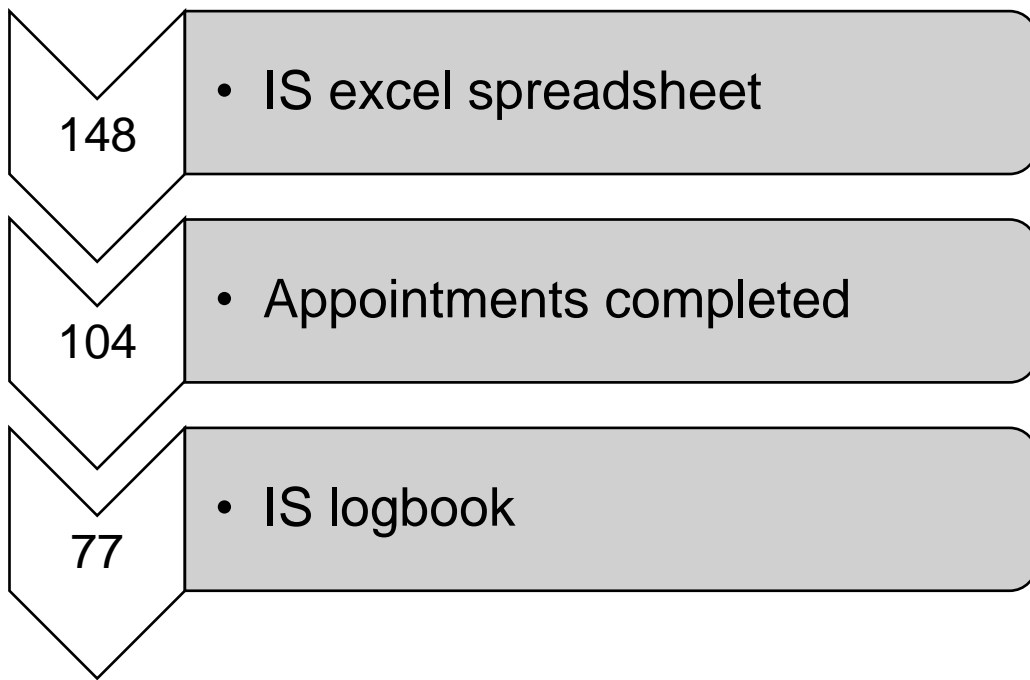 148
• IS excel spreadsheet
104
• Appointments completed
77
• IS logbook